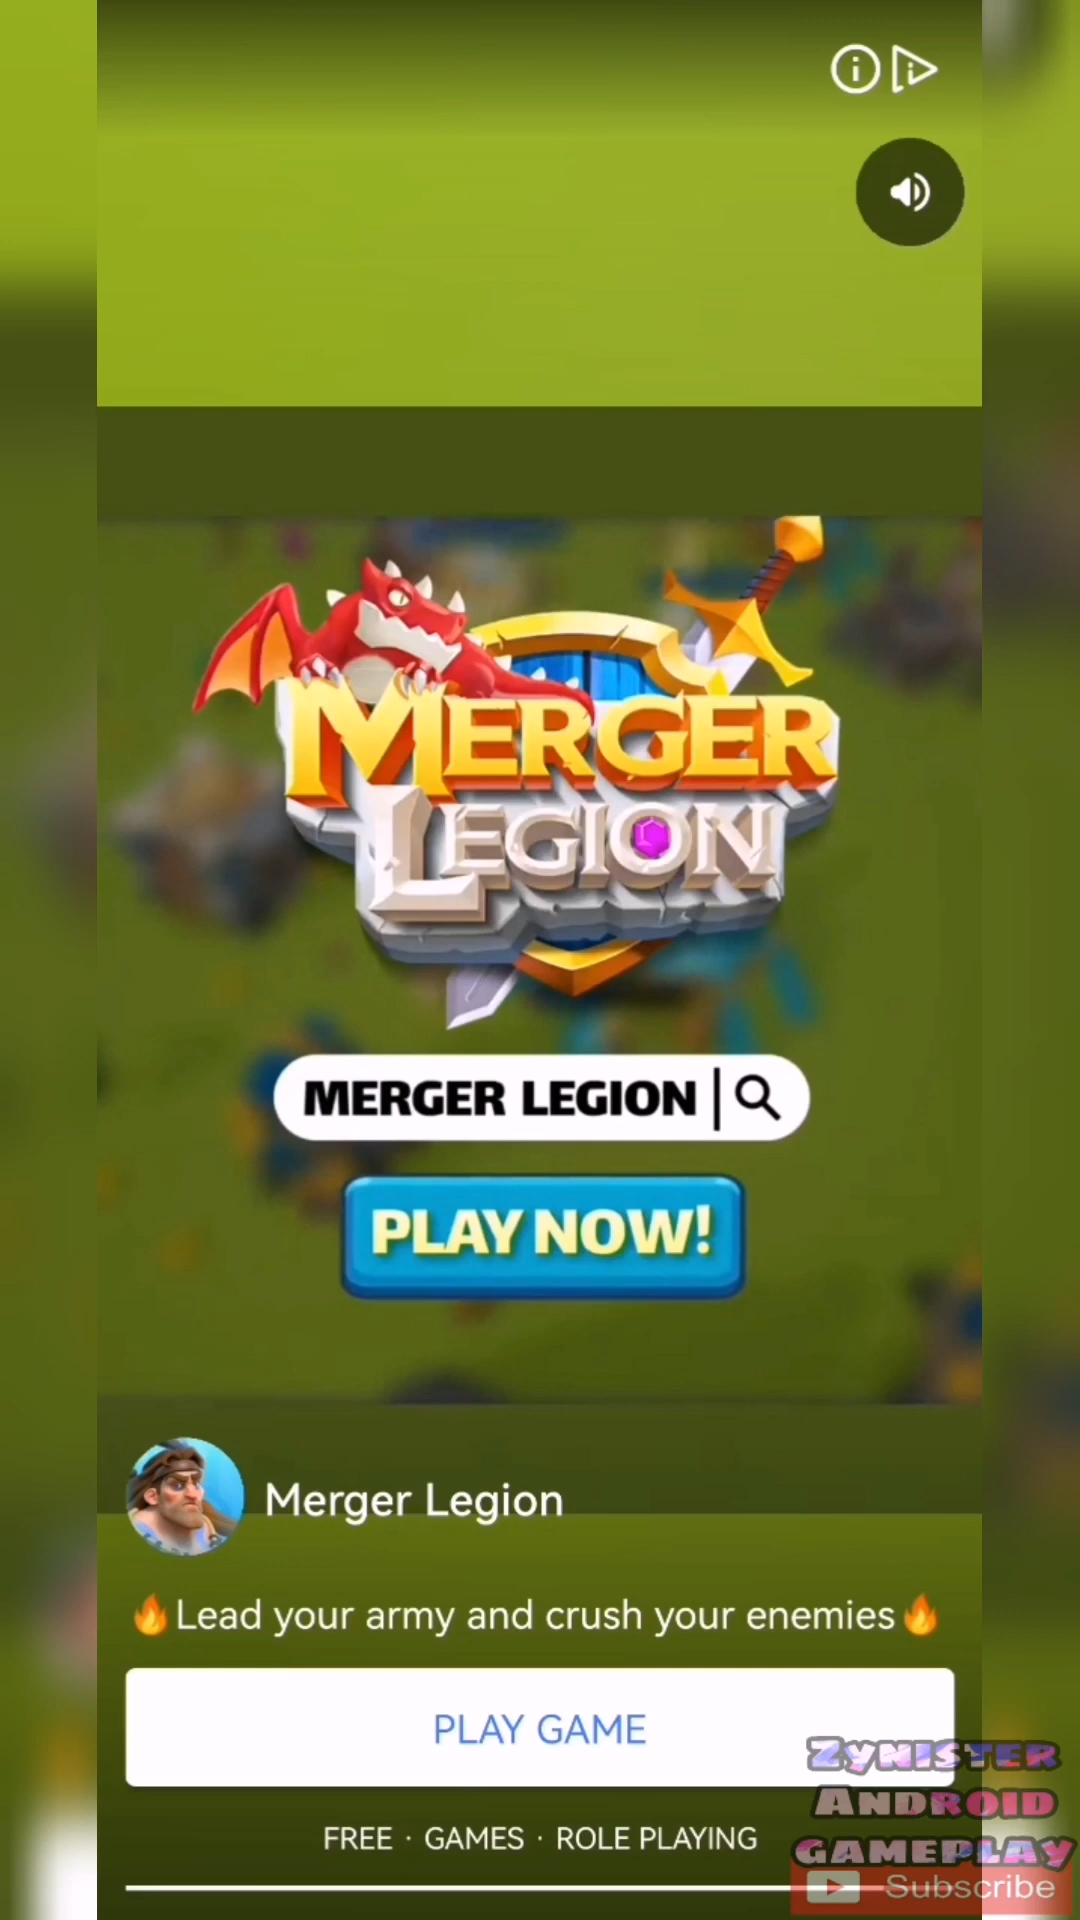 MERGER
LEGION
MERGER LEGION
PLAY NOW!
Merger Legion
🔥Lead your army and crush your enemies🔥
PLAY GAME
FREE · GAMES · ROLE PLAYING
ZYNISTER
ANDROID
GAMEPLAY
Subscribe